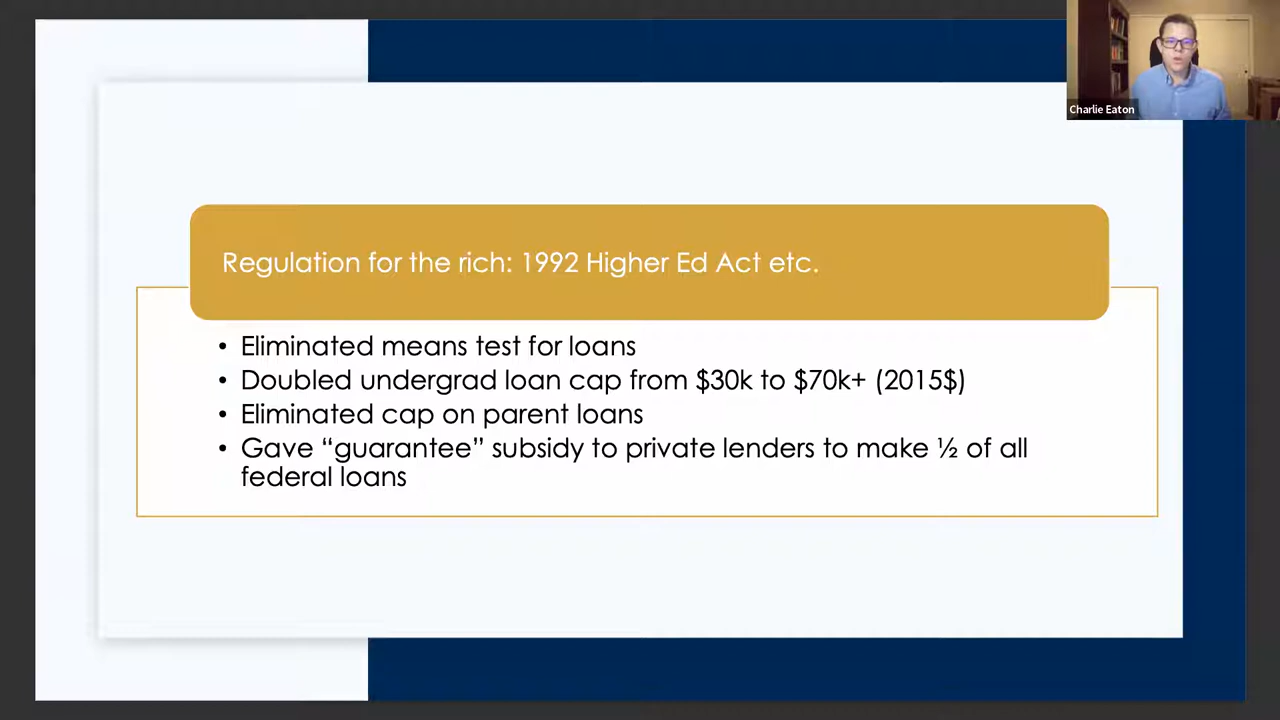 Charlie Eaton
Regulation for the rich: 1992 Higher Ed Act etc.
• Eliminated means test for loans
• Doubled undergrad loan cap from $30k to $70k+ (2015$)
• Eliminated cap on parent loans
• Gave “guarantee” subsidy to private lenders to make ½ of all
federal loans